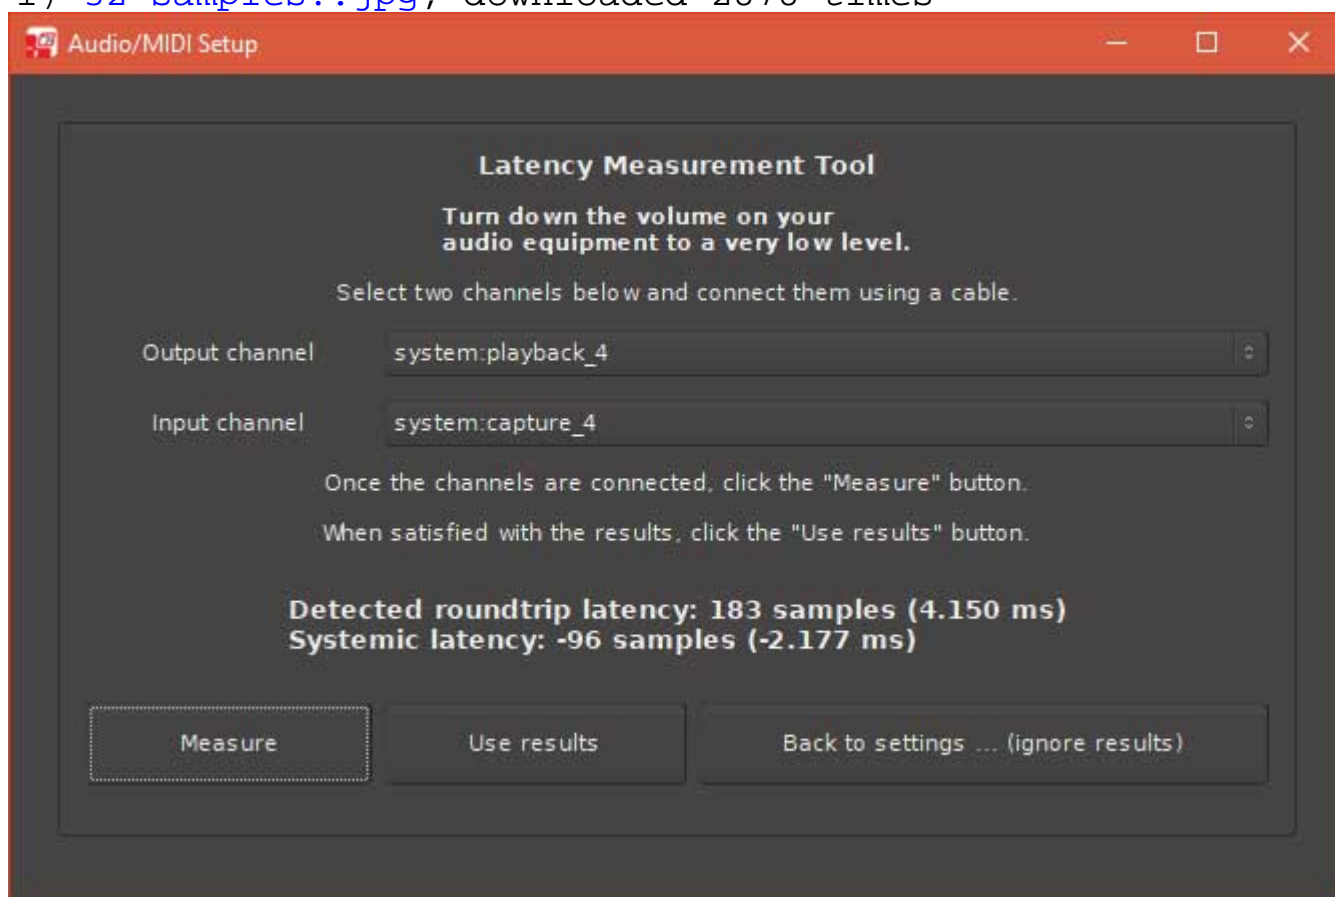 Audio/MIDI Setup
Latency Measurement Tool
Turn down the volume on your
audio equipment to a very low level.
Select two channels below and connect them using a cable.
Output channel system:playback_4
Input channel system:capture_4
Once the channels are connected, click the "Measure" button.
When satisfied with the results, click the "Use results" button.
Detected roundtrip latency: 183 samples (4.150 ms)
Systemic latency: -96 samples (-2.177 ms)
Measure Use results Back to settings ... (ignore results)